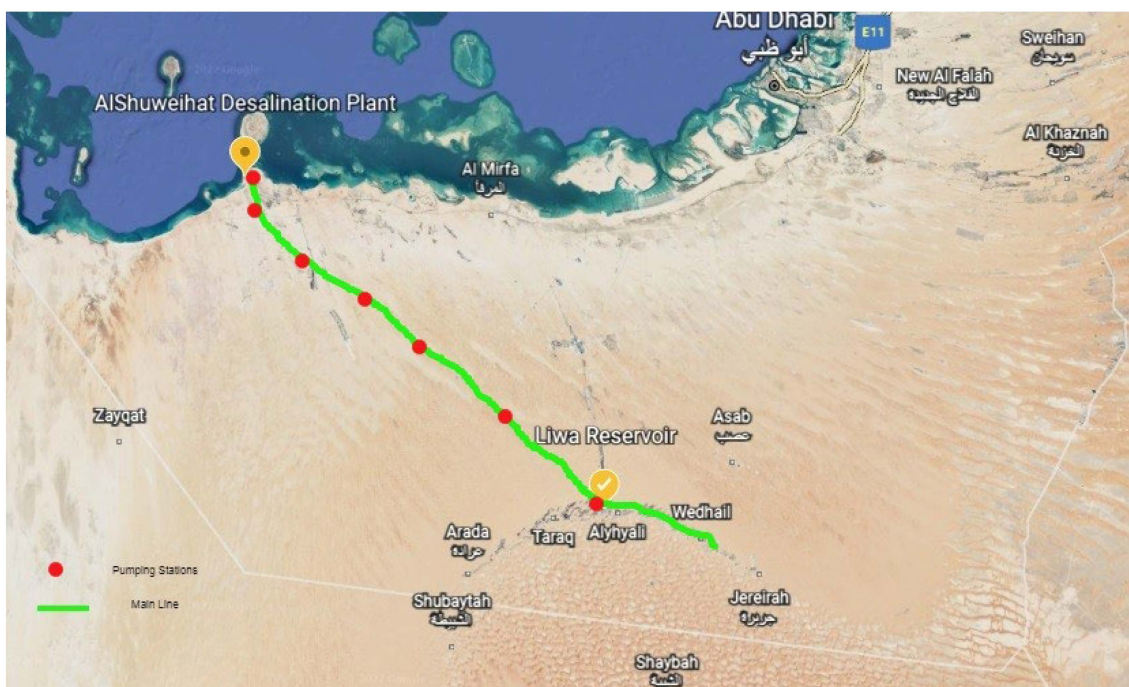 Abu Dhabi
أبو ظبي
E11
Sweihan
سويحان
New Al Falah
الفلاح الجديدة
AlShuweihat Desalination Plant
Al Khaznah
الخزنة
Al Mirfa
المرفأ
Zayqat
Asab
عصب
Liwa Reservoir
Wedhail
Arada
عرادة
Taraq
Alyhyali
Pumping Stations
Main Line
Shubaytah
الشبيطة
Jereirah
جريرة
Shaybah
الشيبة